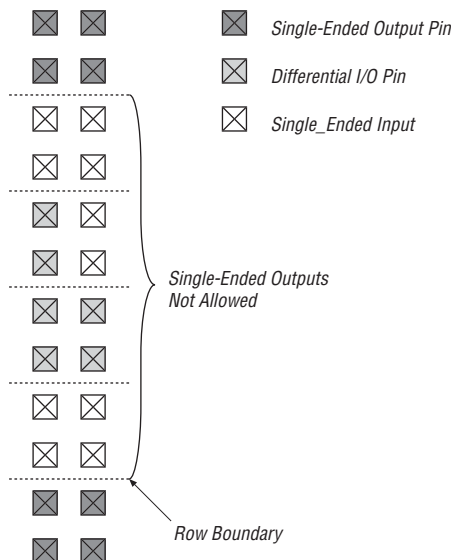 Single-Ended Output Pin
Differential I/O Pin
Single_Ended Input
Single-Ended Outputs
Not Allowed
Row Boundary